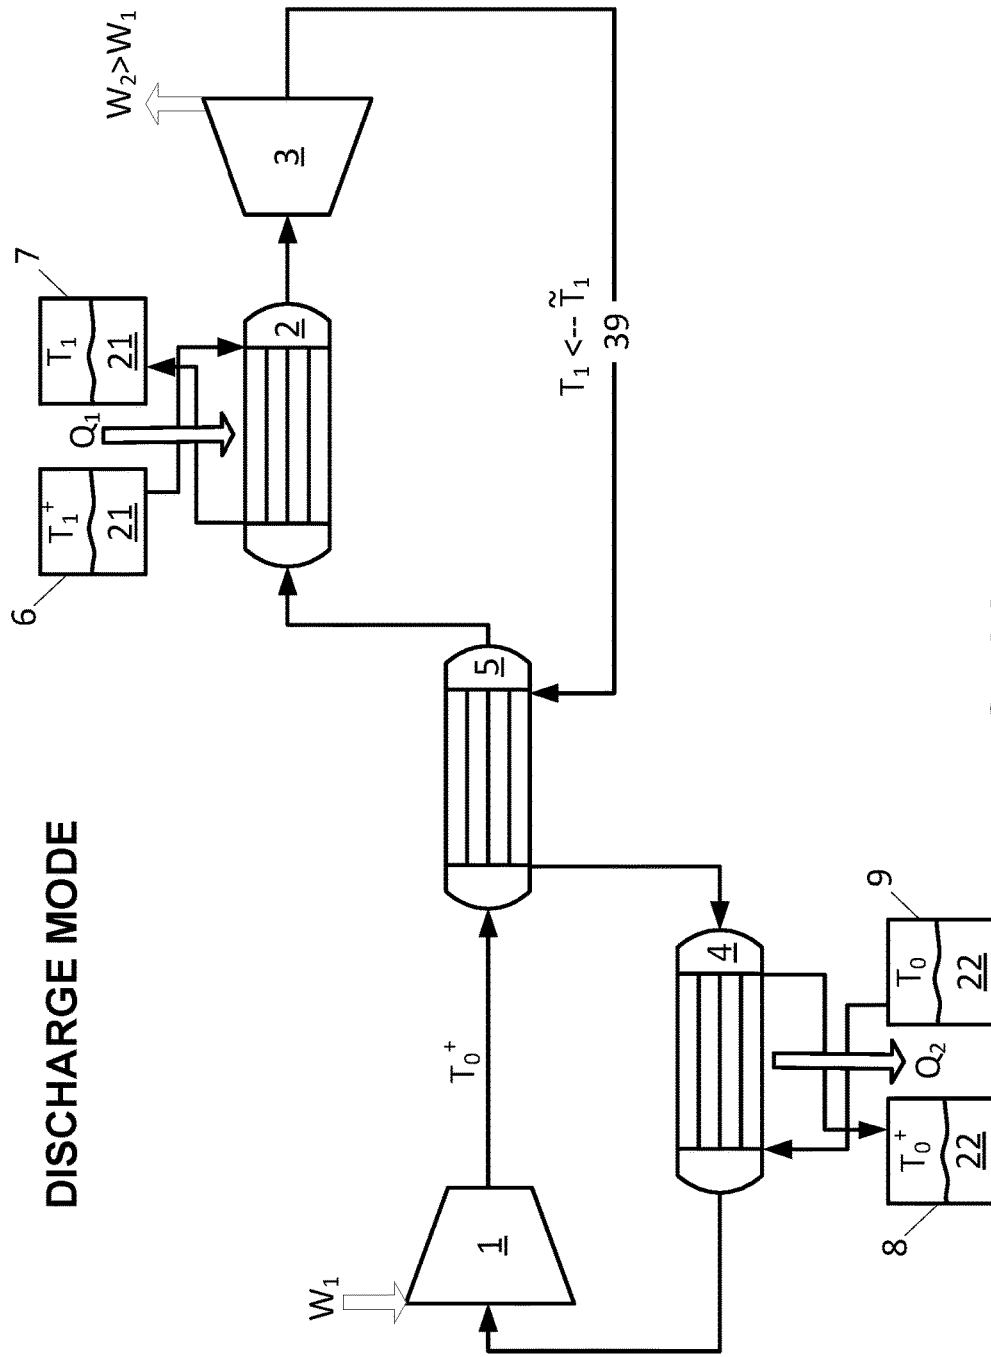 6
7
DISCHARGE MODE
T₁⁺
T₁
Q₁
21
21
W₂>W₁
2
3
W₁
T₀⁺
1
5
T₁ <-- T̃₁
39
4
8
9
T₀⁺
T₀
Q₂
22
22